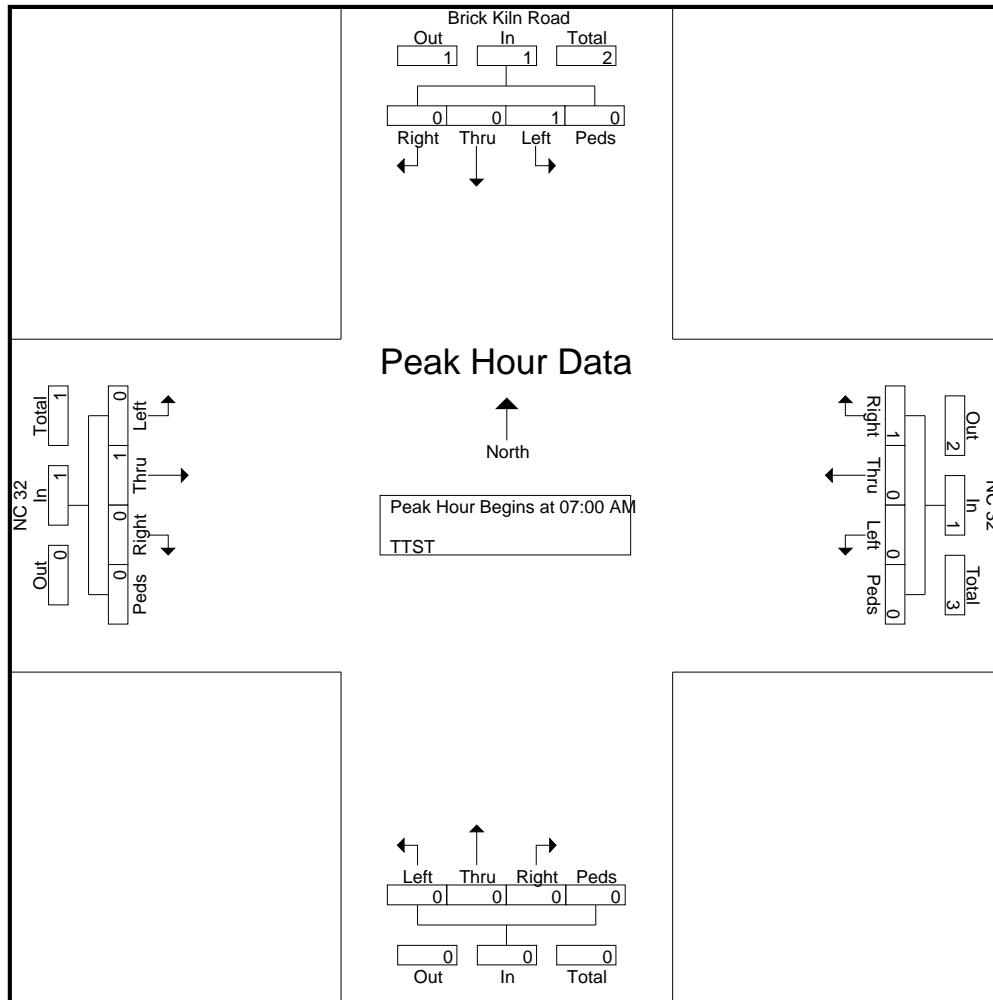 Brick Kiln Road
Out In Total
1 1 2
0 0 1 0
Right Thru Left Peds
Peak Hour Data
North
Peak Hour Begins at 07:00 AM
TTST
NC 32
Total In Out
1 1 0
0 1 0 0
Left Thru Right Peds
Right Thru Left Peds
1 0 0 0
Out In Total
2 1 3
NC 32
Left Thru Right Peds
0 0 0 0
0 0 0
Out In Total